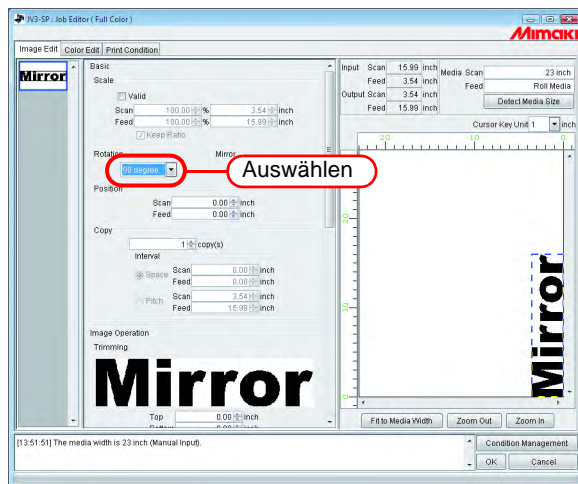 JV3-SP : Job Editor ( Full Color )
Mimaki
Image Edit Color Edit Print Condition
Mirror
Basic
Scale
Valid
Scan 100.00 % 3.54 inch
Feed 100.00 % 15.99 inch
Keep Ratio
Rotation Mirror
90 degree
Auswählen
Position
Scan 0.00 inch
Feed 0.00 inch
Copy
1 copy(s)
Interval
Space Scan 0.00 inch
Feed 0.00 inch
Pitch Scan 3.54 inch
Feed 15.99 inch
Image Operation
Trimming
Mirror
Top 0.00 inch
Input Scan 15.99 inch
Feed 3.54 inch
Output Scan 3.54 inch
Feed 15.99 inch
Media Scan 23 inch
Feed Roll Media
Detect Media Size
Cursor Key Unit 1 inch
20 10 0
20
10
0
Mirror
Fit to Media Width Zoom Out Zoom In
[13:51:51] The media width is 23 inch (Manual Input).
Condition Management
OK Cancel